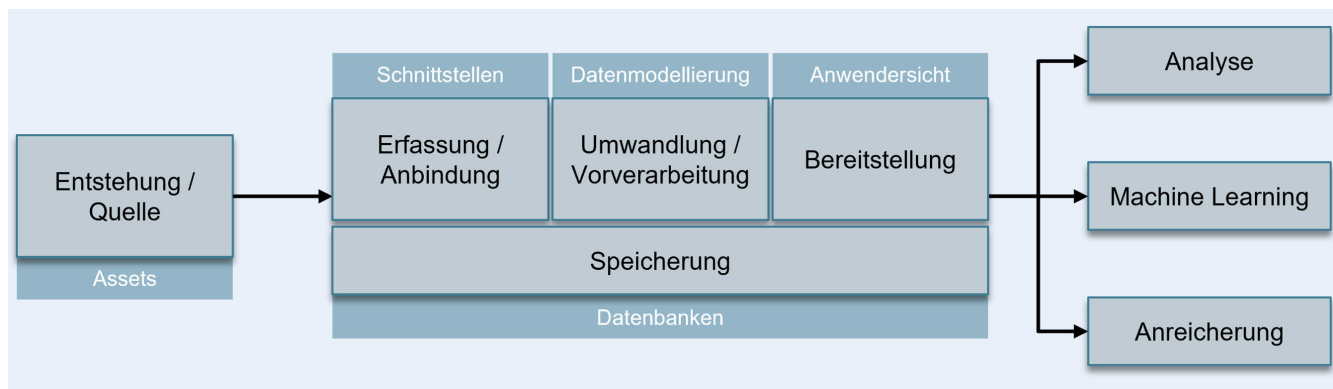 Entstehung /
Quelle
Assets
Schnittstellen
Datenmodellierung
Anwendersicht
Erfassung /
Anbindung
Umwandlung /
Vorverarbeitung
Bereitstellung
Speicherung
Datenbanken
Analyse
Machine Learning
Anreicherung